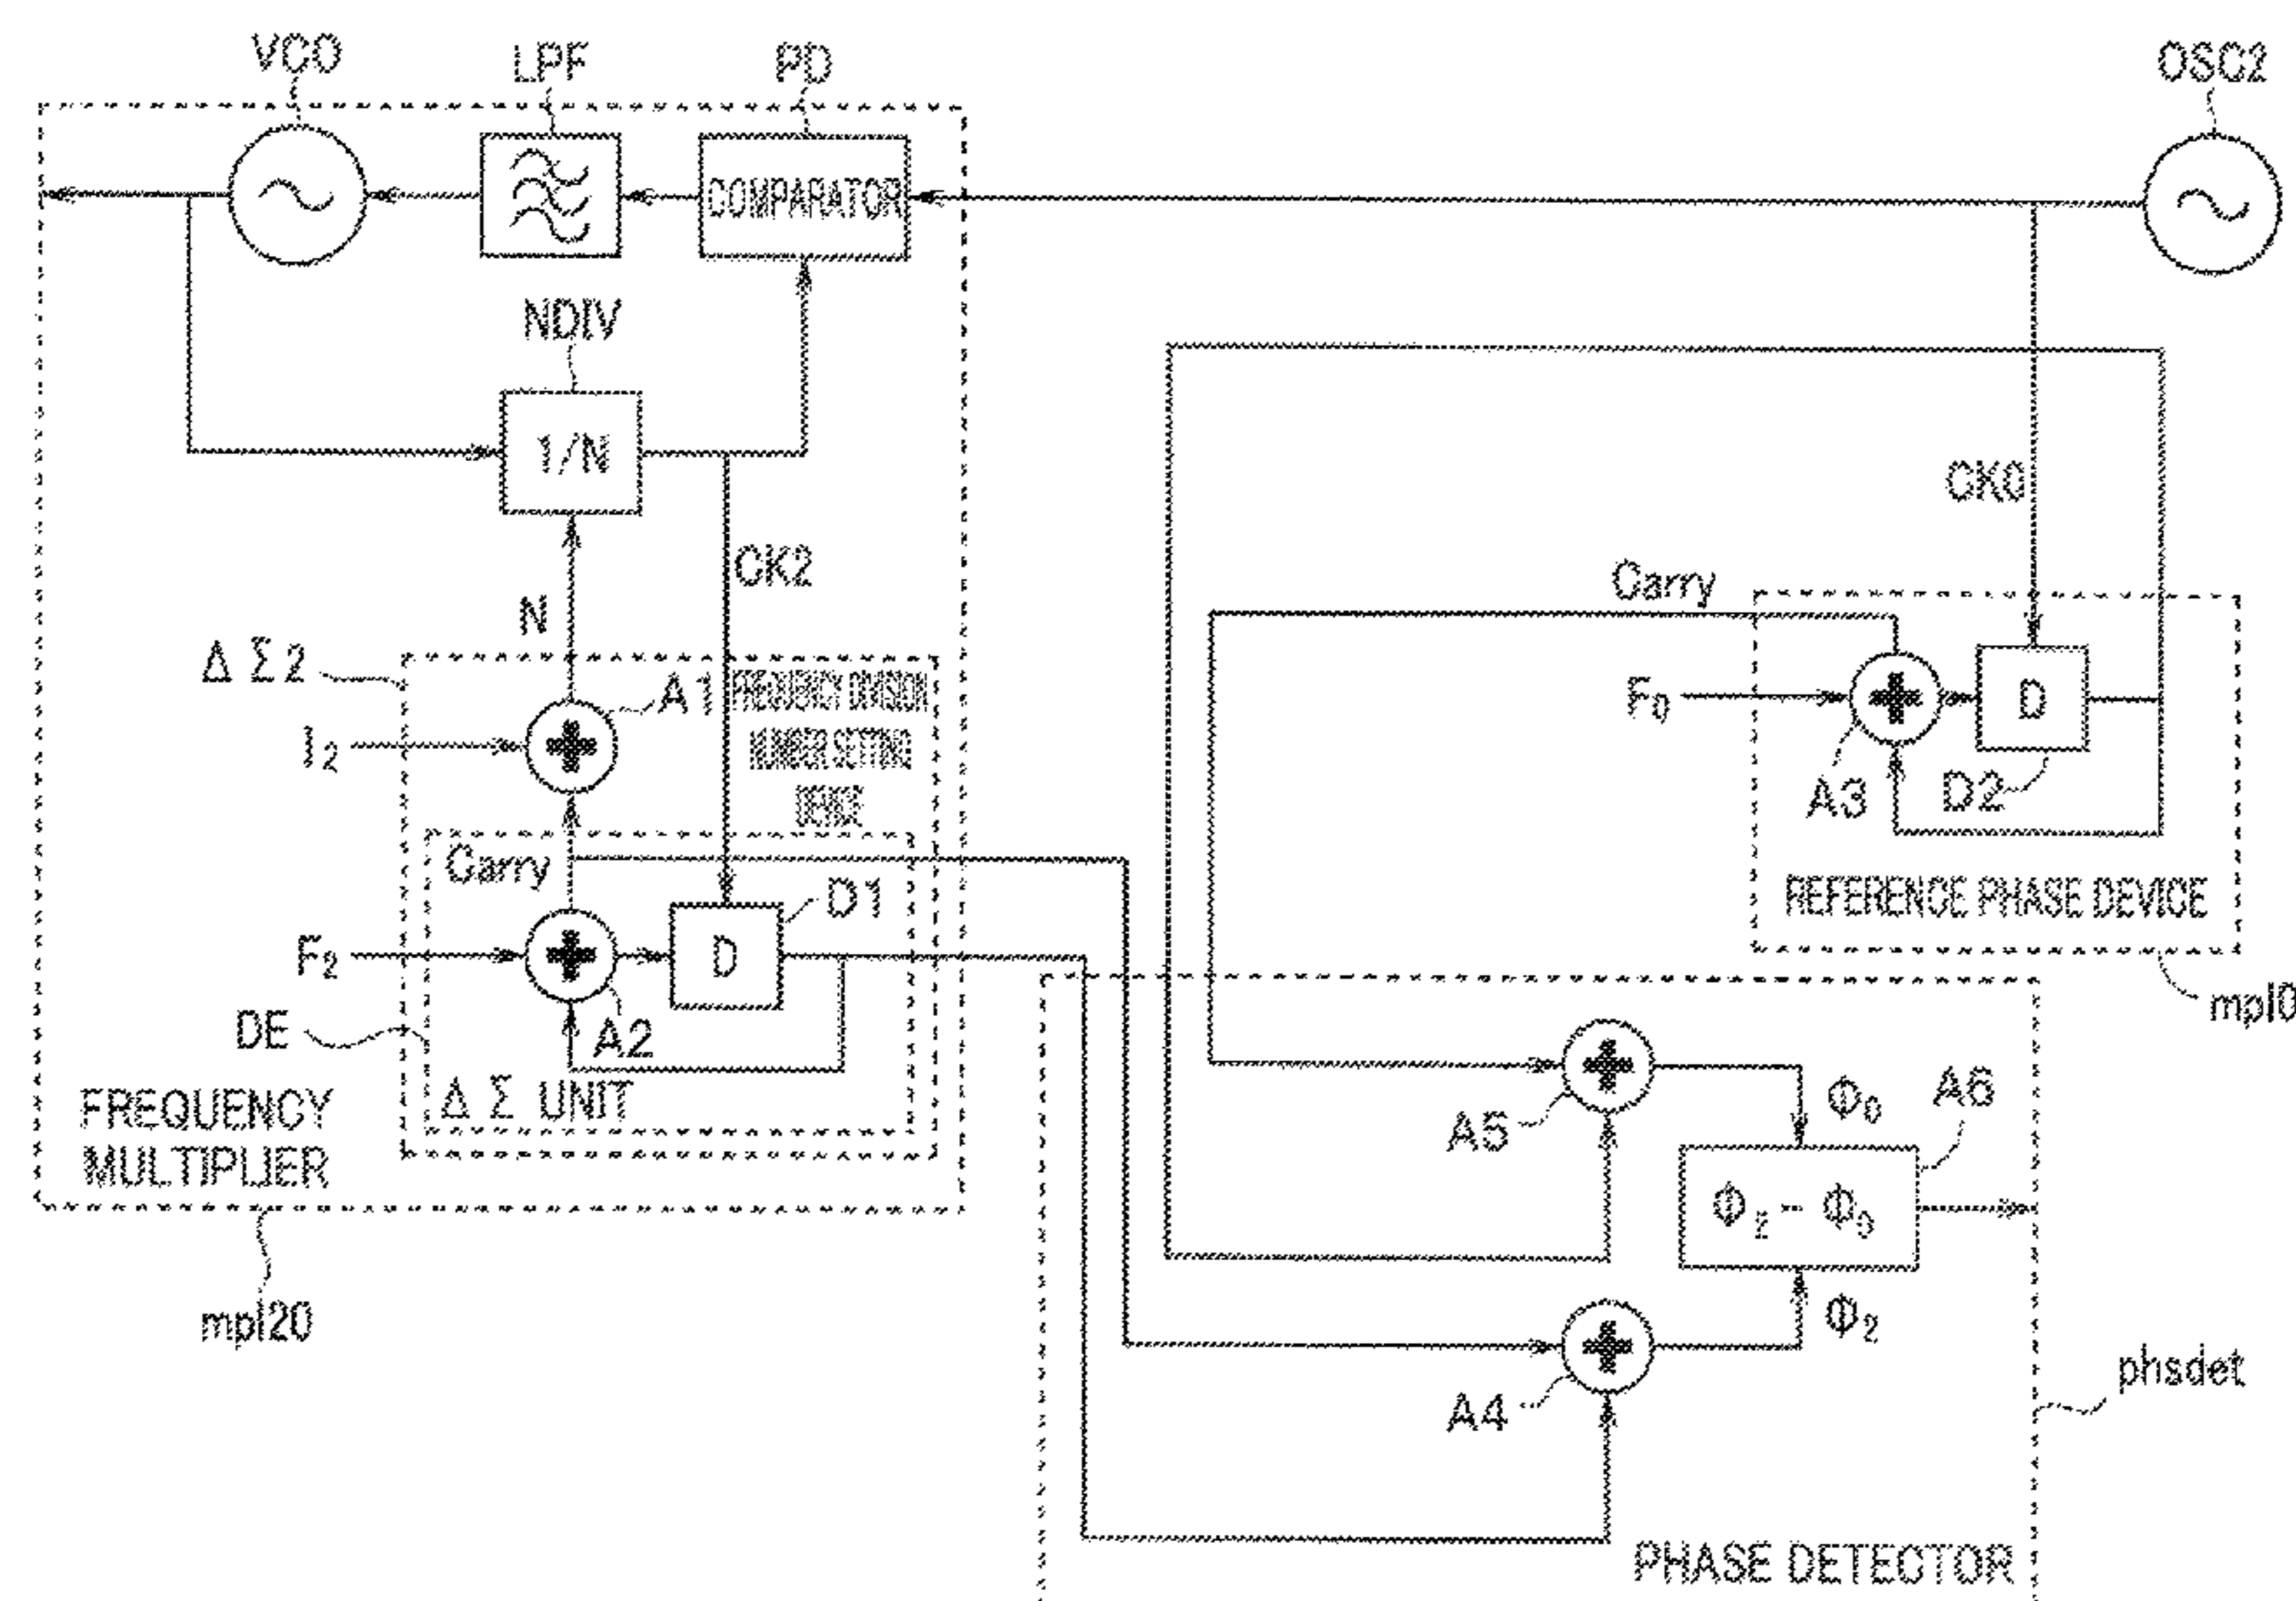 VCO
LPF
PD
OSC2
COMPARATOR
NDIV
1/N
CK0
CK2
N
Carry
Δ Σ 2
A1
FREQUENCY DIVISION
NUMBER SETTING
DEVICE
F0
D
I2
A3
D2
Carry
D1
REFERENCE PHASE DEVICE
F2
D
mpl0
DE
A2
Δ Σ UNIT
FREQUENCY
MULTIPLIER
A5
Φ0
A6
Φ2 - Φ0
mpl20
Φ2
phsdet
A4
PHASE DETECTOR